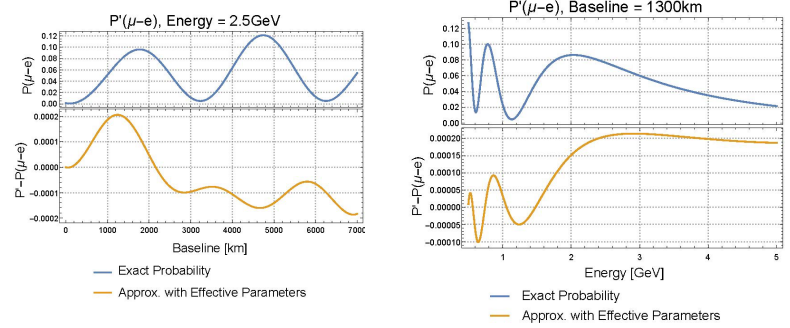 P'(μ−e), Energy = 2.5GeV
P(μ−e)
0.12
0.10
0.08
0.06
0.04
0.02
0.00
P'−P(μ−e)
0.0002
0.0001
0.0000
−0.0001
−0.0002
0 1000 2000 3000 4000 5000 6000 7000
Baseline [km]
Exact Probability
Approx. with Effective Parameters
P'(μ−e), Baseline = 1300km
P(μ−e)
0.12
0.10
0.08
0.06
0.04
0.02
0.00
P'−P(μ−e)
0.00020
0.00015
0.00010
0.00005
0.00000
−0.00005
−0.00010
1 2 3 4 5
Energy [GeV]
Exact Probability
Approx. with Effective Parameters